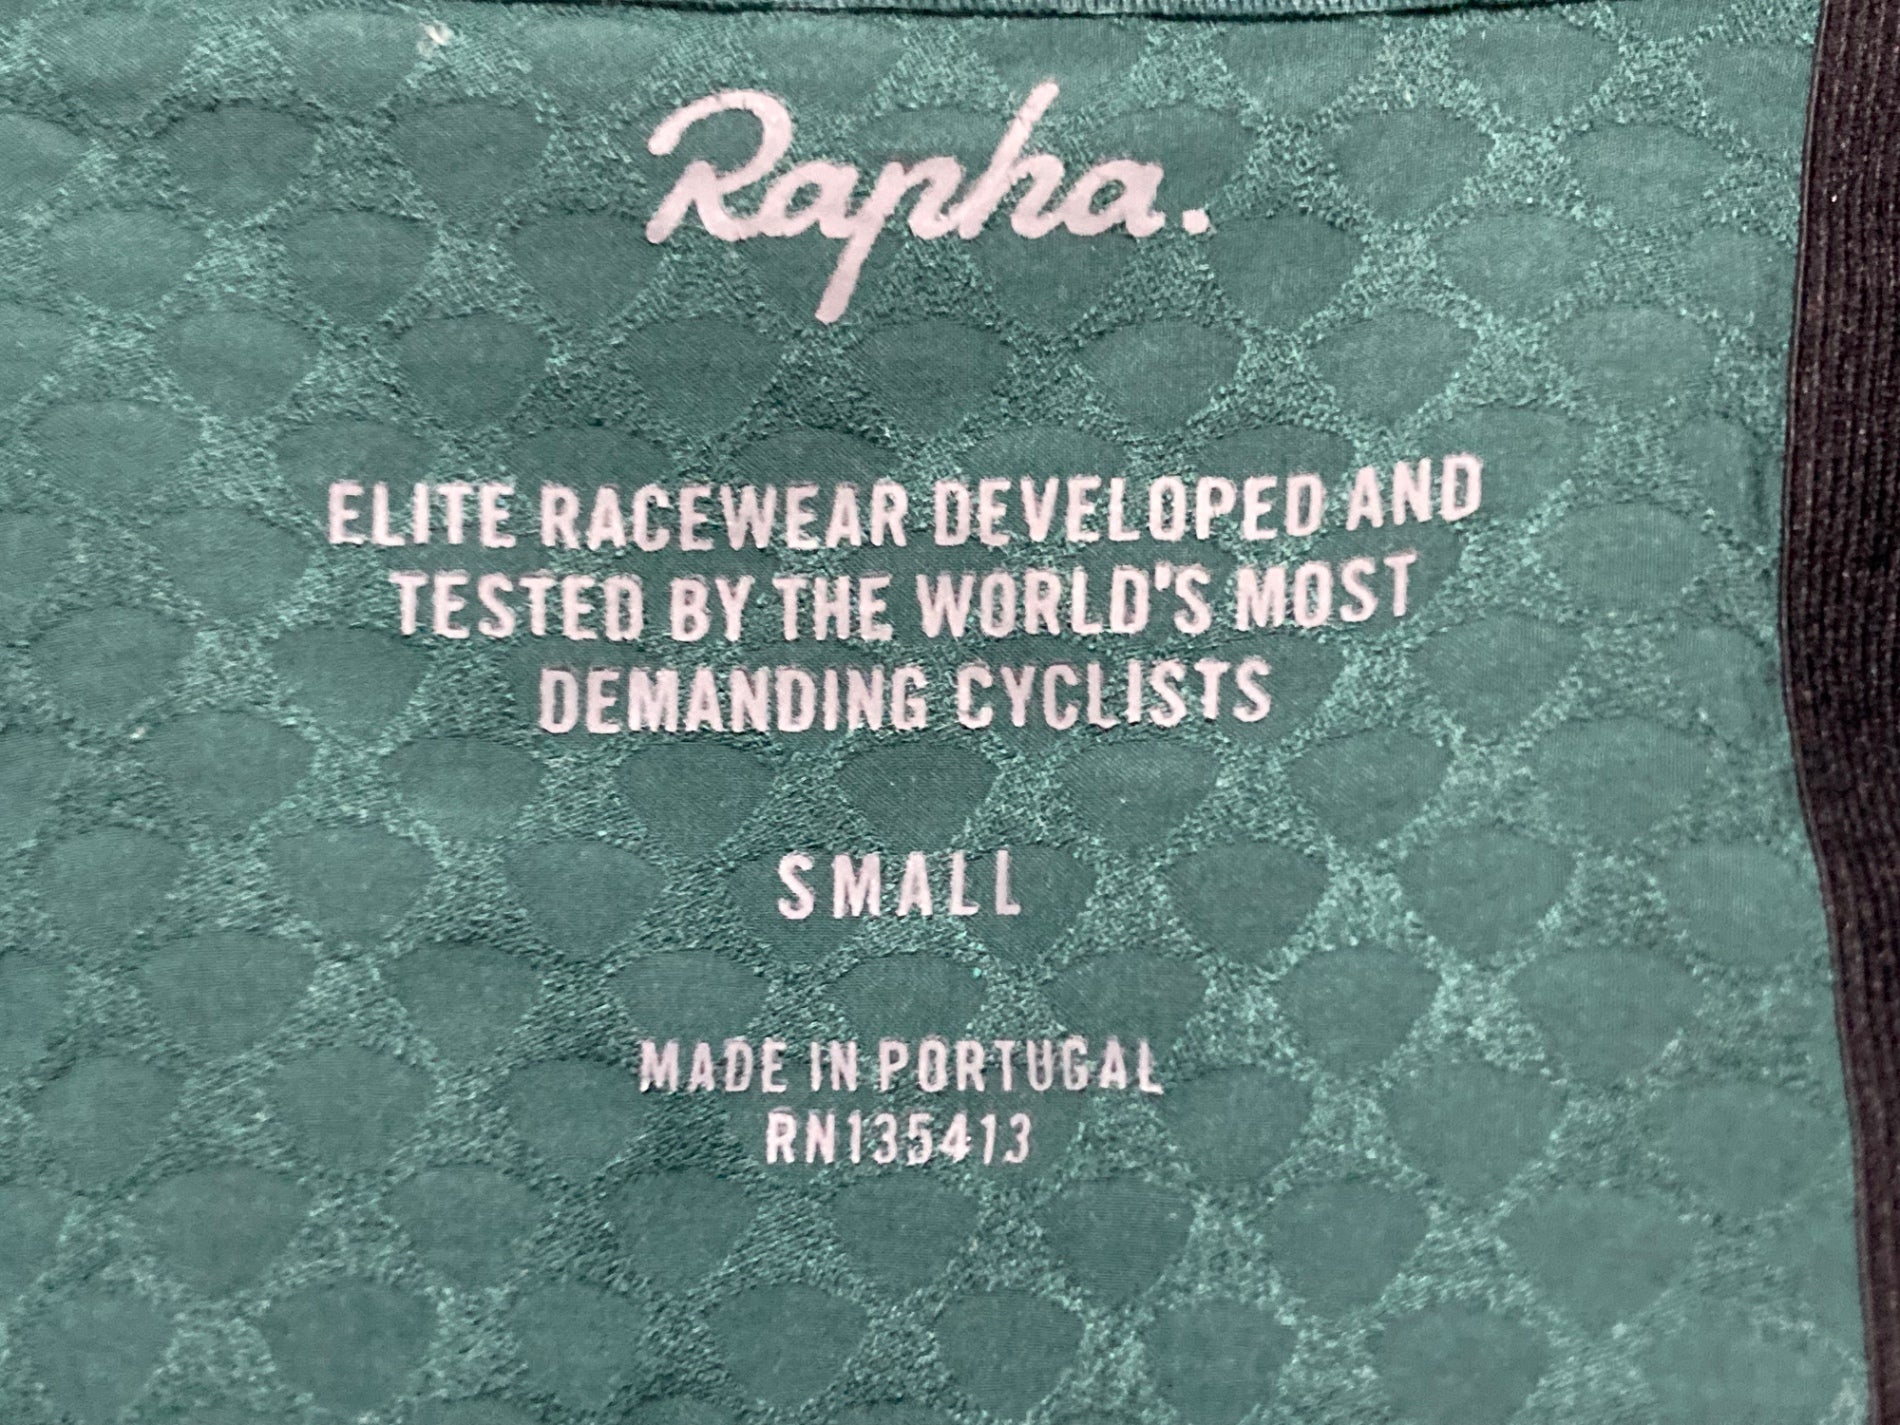 Rapha.
ELITE RACEWEAR DEVELOPED AND
TESTED BY THE WORLD'S MOST
DEMANDING CYCLISTS
SMALL
MADE IN PORTUGAL
RN135413